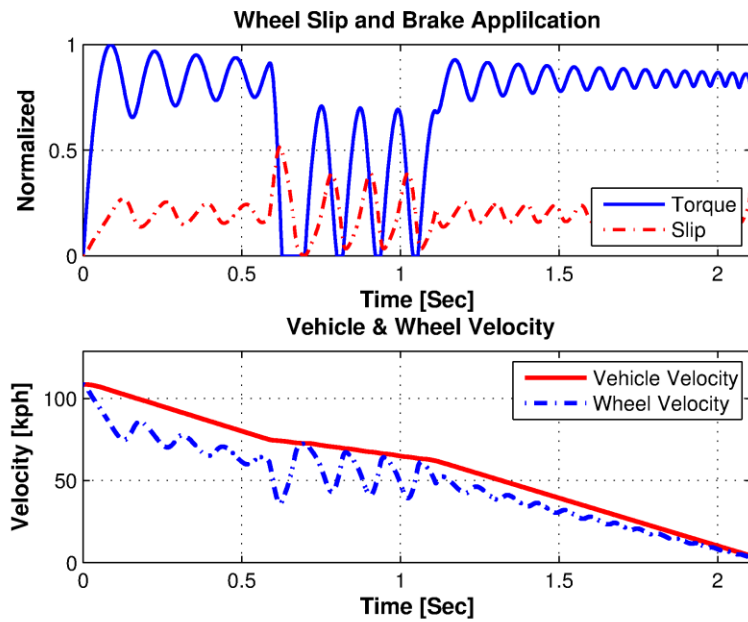 Wheel Slip and Brake Applilcation
1
0.5
0
Normalized
Torque
Slip
0 0.5 1 1.5 2
Time [Sec]
Vehicle & Wheel Velocity
100
50
0
Velocity [kph]
Vehicle Velocity
Wheel Velocity
0 0.5 1 1.5 2
Time [Sec]